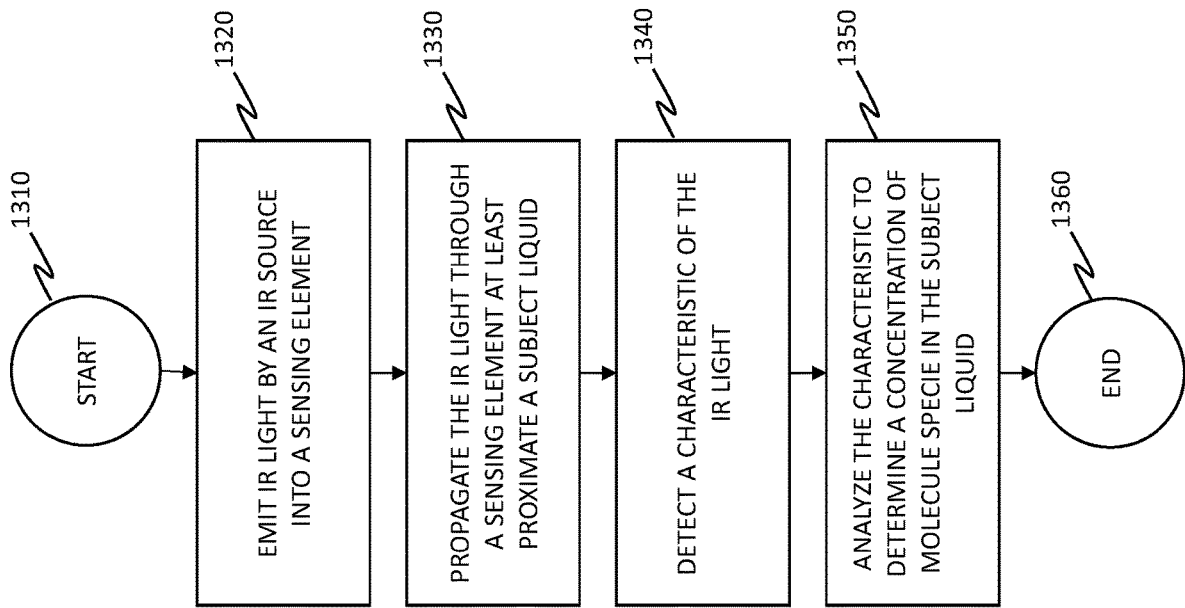 1310
START
1320
EMIT IR LIGHT BY AN IR SOURCE
INTO A SENSING ELEMENT
1330
PROPAGATE THE IR LIGHT THROUGH
A SENSING ELEMENT AT LEAST
PROXIMATE A SUBJECT LIQUID
1340
DETECT A CHARACTERISTIC OF THE
IR LIGHT
1350
ANALYZE THE CHARACTERISTIC TO
DETERMINE A CONCENTRATION OF
MOLECULE SPECIE IN THE SUBJECT
LIQUID
1360
END